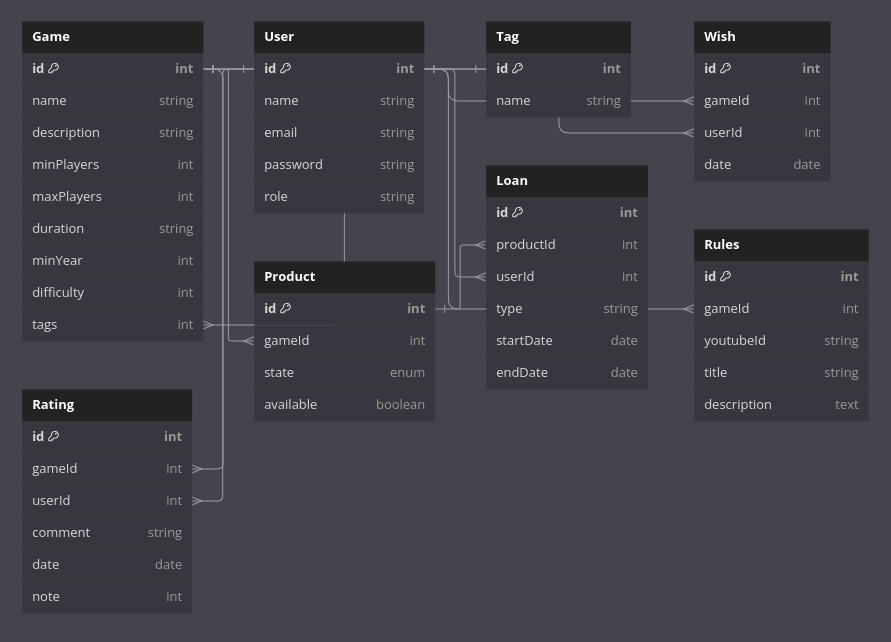 Game
id int
name string
description string
minPlayers int
maxPlayers int
duration string
minYear int
difficulty int
tags int
User
id int
name string
email string
password string
role string
Tag
id int
name string
Wish
id int
gameId int
userId int
date date
Loan
id int
productId int
userId int
type string
startDate date
endDate date
Product
id int
gameId int
state enum
available boolean
Rules
id int
gameId int
youtubeId string
title string
description text
Rating
id int
gameId int
userId int
comment string
date date
note int